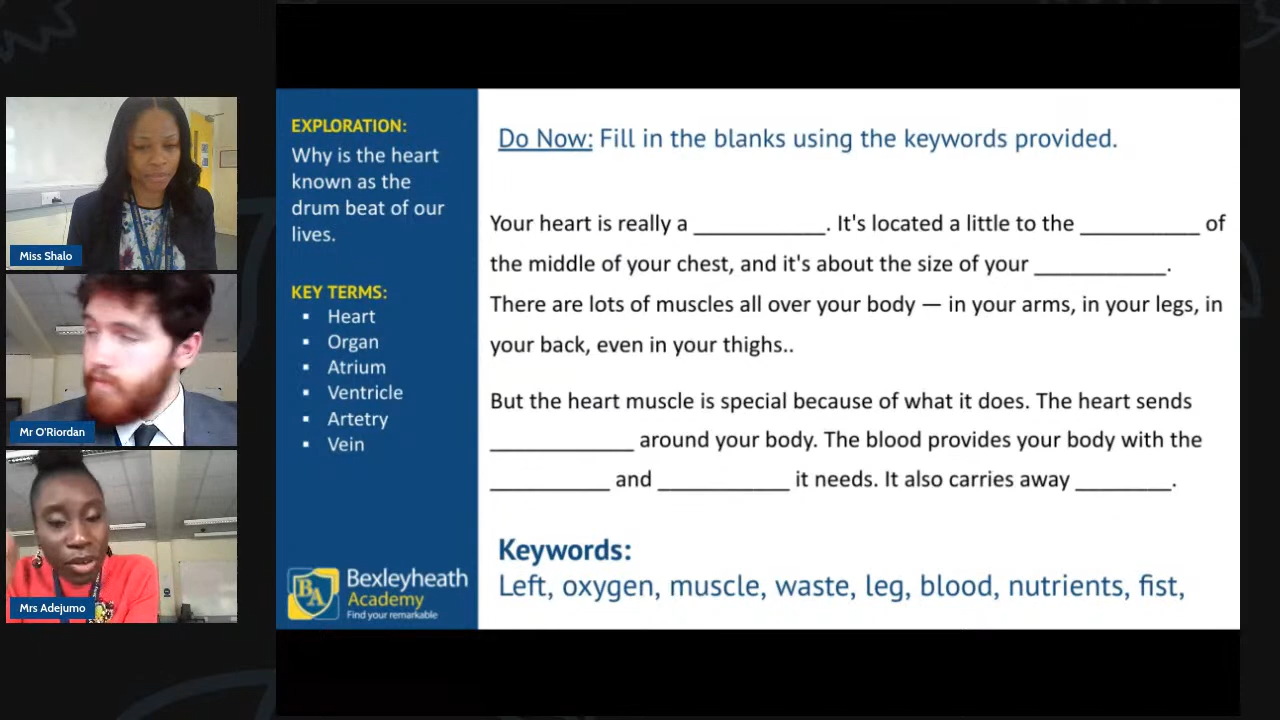 Miss Shalo
Mr O'Riordan
Mrs Adejumo
EXPLORATION:
Why is the heart
known as the
drum beat of our
lives.
KEY TERMS:
▪ Heart
▪ Organ
▪ Atrium
▪ Ventricle
▪ Artetry
▪ Vein
BA
Bexleyheath
Academy
Find your remarkable
Do Now: Fill in the blanks using the keywords provided.
Your heart is really a ___________. It's located a little to the __________ of
the middle of your chest, and it's about the size of your ___________.
There are lots of muscles all over your body — in your arms, in your legs, in
your back, even in your thighs..
But the heart muscle is special because of what it does. The heart sends
____________ around your body. The blood provides your body with the
__________ and ___________ it needs. It also carries away ________.
Keywords:
Left, oxygen, muscle, waste, leg, blood, nutrients, fist,